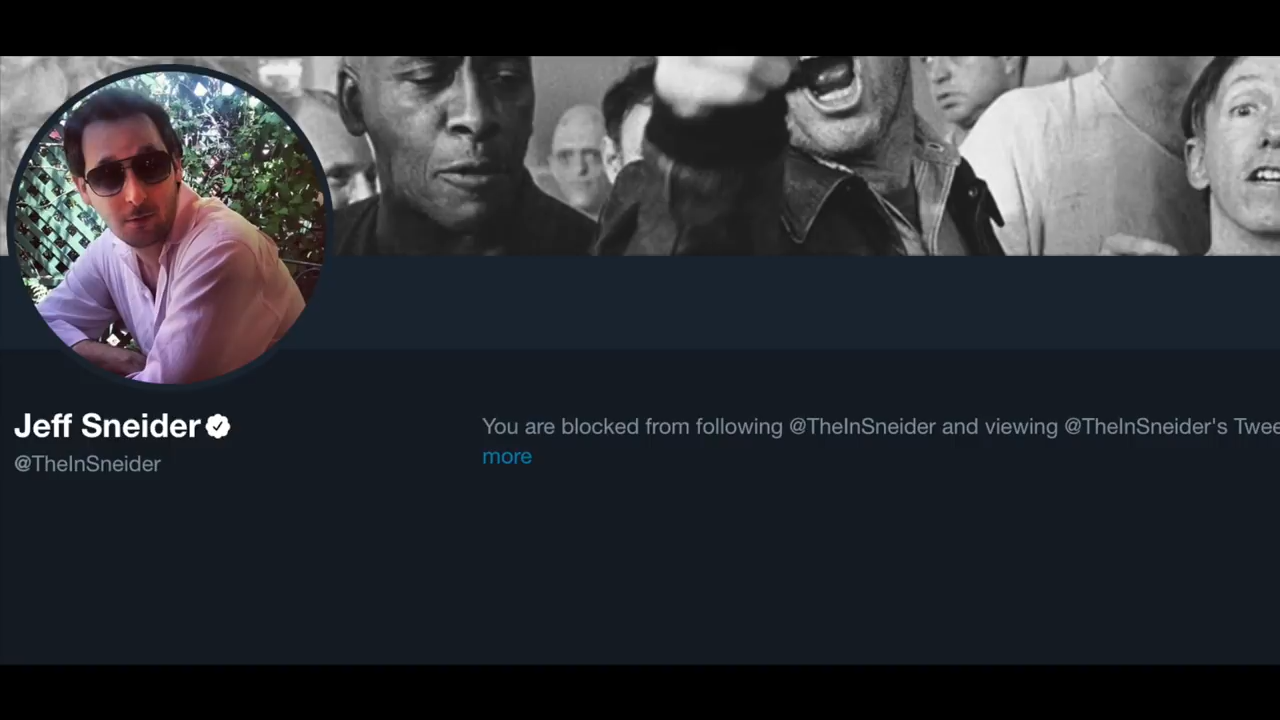 Jeff Sneider
@TheInSneider
You are blocked from following @TheInSneider and viewing @TheInSneider's Twee
more